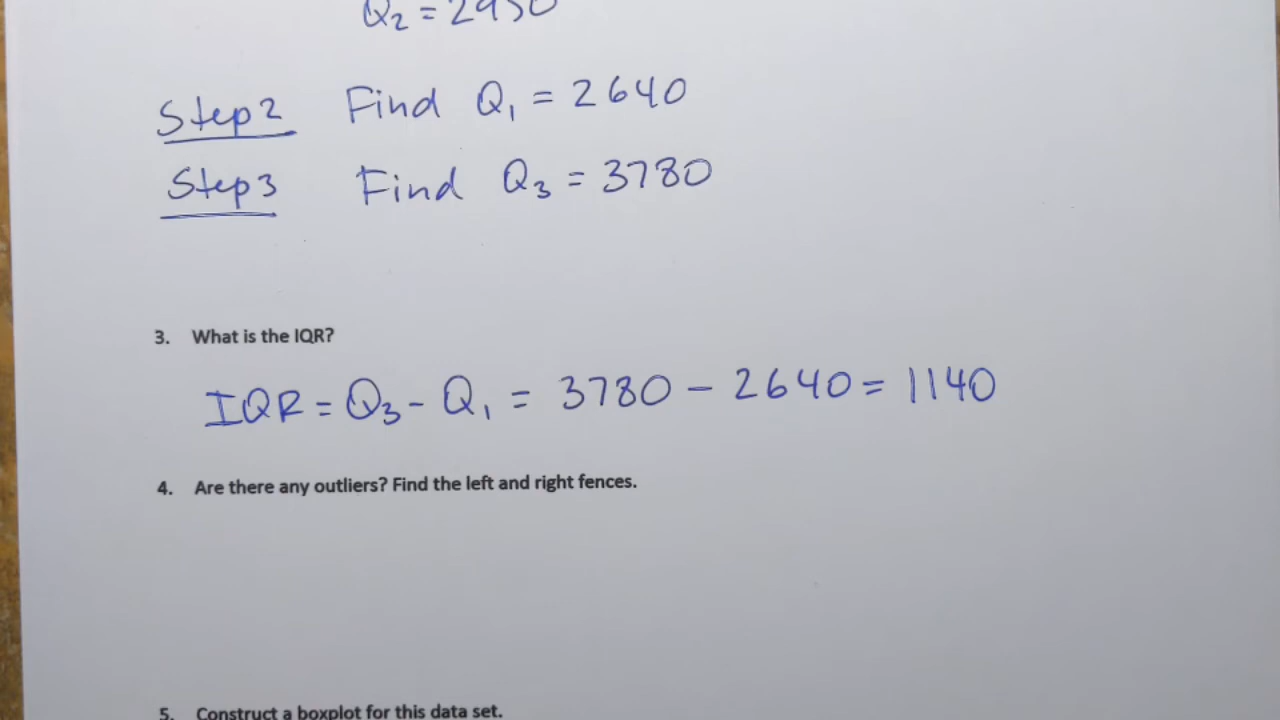 Q2 = 2950
Step 2 Find Q1 = 2640
Step 3 Find Q3 = 3780
3. What is the IQR?
IQR = Q3 - Q1 = 3780 - 2640 = 1140
4. Are there any outliers? Find the left and right fences.
5. Construct a boxplot for this data set.